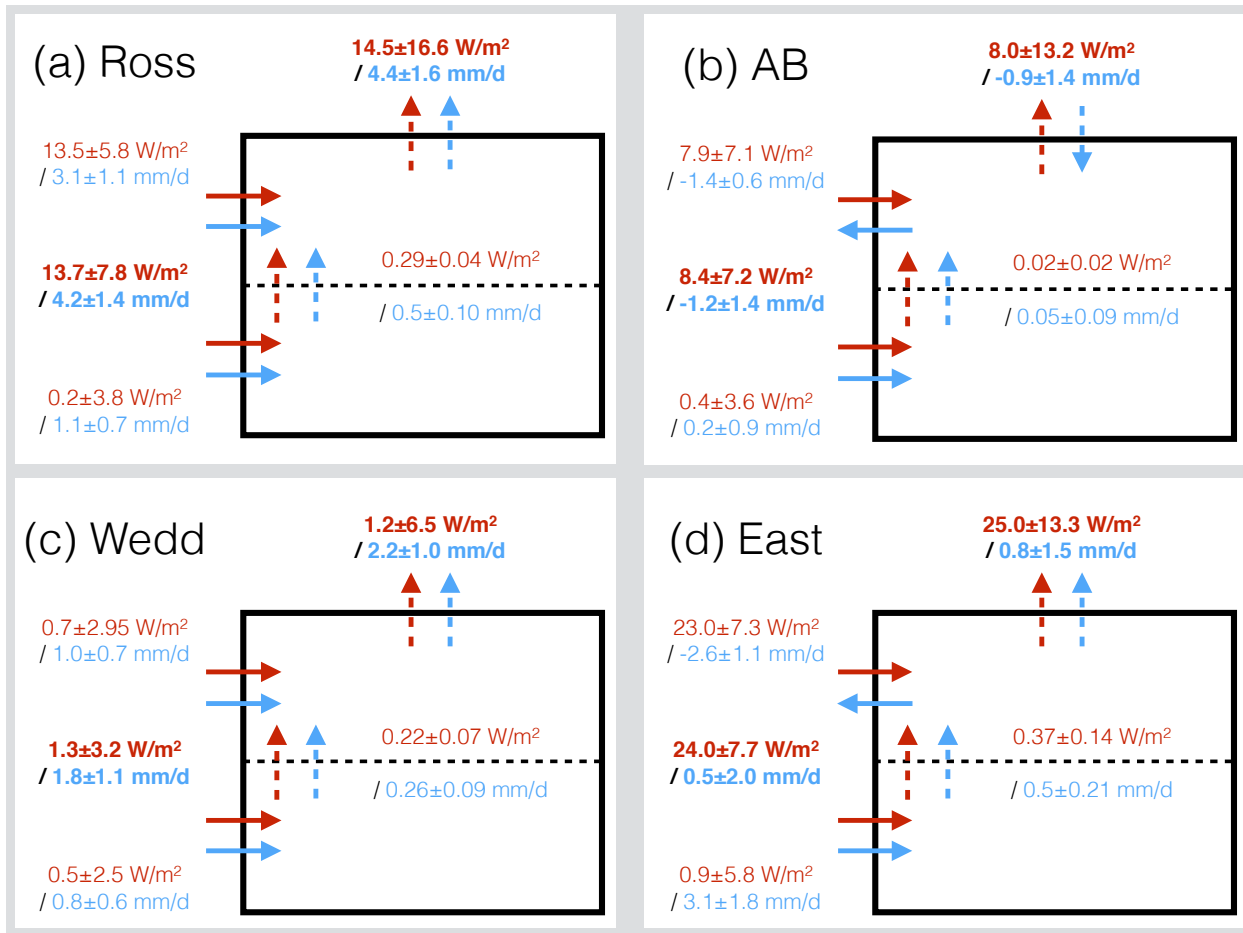 (a) Ross
14.5±16.6 W/m²
/ 4.4±1.6 mm/d
13.5±5.8 W/m²
/ 3.1±1.1 mm/d
13.7±7.8 W/m²
/ 4.2±1.4 mm/d
0.29±0.04 W/m²
/ 0.5±0.10 mm/d
0.2±3.8 W/m²
/ 1.1±0.7 mm/d
(b) AB
8.0±13.2 W/m²
/ -0.9±1.4 mm/d
7.9±7.1 W/m²
/ -1.4±0.6 mm/d
8.4±7.2 W/m²
/ -1.2±1.4 mm/d
0.02±0.02 W/m²
/ 0.05±0.09 mm/d
0.4±3.6 W/m²
/ 0.2±0.9 mm/d
(c) Wedd
1.2±6.5 W/m²
/ 2.2±1.0 mm/d
0.7±2.95 W/m²
/ 1.0±0.7 mm/d
1.3±3.2 W/m²
/ 1.8±1.1 mm/d
0.22±0.07 W/m²
/ 0.26±0.09 mm/d
0.5±2.5 W/m²
/ 0.8±0.6 mm/d
(d) East
25.0±13.3 W/m²
/ 0.8±1.5 mm/d
23.0±7.3 W/m²
/ -2.6±1.1 mm/d
24.0±7.7 W/m²
/ 0.5±2.0 mm/d
0.37±0.14 W/m²
/ 0.5±0.21 mm/d
0.9±5.8 W/m²
/ 3.1±1.8 mm/d